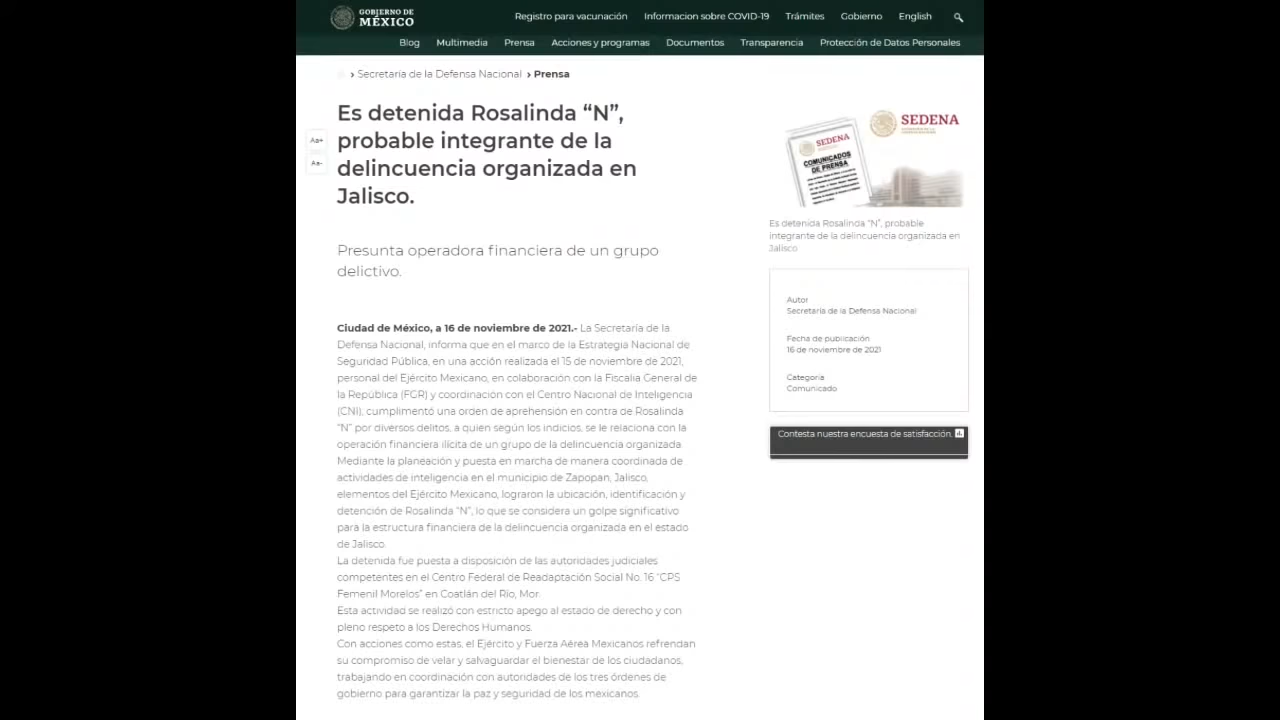 GOBIERNO DE
MÉXICO
Registro para vacunación Informacion sobre COVID-19 Trámites Gobierno English
Blog Multimedia Prensa Acciones y programas Documentos Transparencia Protección de Datos Personales
› Secretaría de la Defensa Nacional › Prensa
Aa+
Aa-
Es detenida Rosalinda “N”,
probable integrante de la
delincuencia organizada en
Jalisco.
Presunta operadora financiera de un grupo
delictivo.
Ciudad de México, a 16 de noviembre de 2021.- La Secretaría de la
Defensa Nacional, informa que en el marco de la Estrategia Nacional de
Seguridad Pública, en una acción realizada el 15 de noviembre de 2021,
personal del Ejército Mexicano, en colaboración con la Fiscalía General de
la República (FGR) y coordinación con el Centro Nacional de Inteligencia
(CNI), cumplimentó una orden de aprehensión en contra de Rosalinda
“N” por diversos delitos, a quien según los indicios, se le relaciona con la
operación financiera ilícita de un grupo de la delincuencia organizada
Mediante la planeación y puesta en marcha de manera coordinada de
actividades de inteligencia en el municipio de Zapopan, Jalisco,
elementos del Ejército Mexicano, lograron la ubicación, identificación y
detención de Rosalinda “N”, lo que se considera un golpe significativo
para la estructura financiera de la delincuencia organizada en el estado
de Jalisco.
La detenida fue puesta a disposición de las autoridades judiciales
competentes en el Centro Federal de Readaptación Social No. 16 “CPS
Femenil Morelos” en Coatlán del Río, Mor.
Esta actividad se realizó con estricto apego al estado de derecho y con
pleno respeto a los Derechos Humanos.
Con acciones como estas, el Ejército y Fuerza Aérea Mexicanos refrendan
su compromiso de velar y salvaguardar el bienestar de los ciudadanos,
trabajando en coordinación con autoridades de los tres órdenes de
gobierno para garantizar la paz y seguridad de los mexicanos.
SEDENA
SEDENA
COMUNICADOS
DE PRENSA
Es detenida Rosalinda “N”, probable
integrante de la delincuencia organizada en
Jalisco
Autor
Secretaría de la Defensa Nacional
Fecha de publicación
16 de noviembre de 2021
Categoría
Comunicado
Contesta nuestra encuesta de satisfacción.